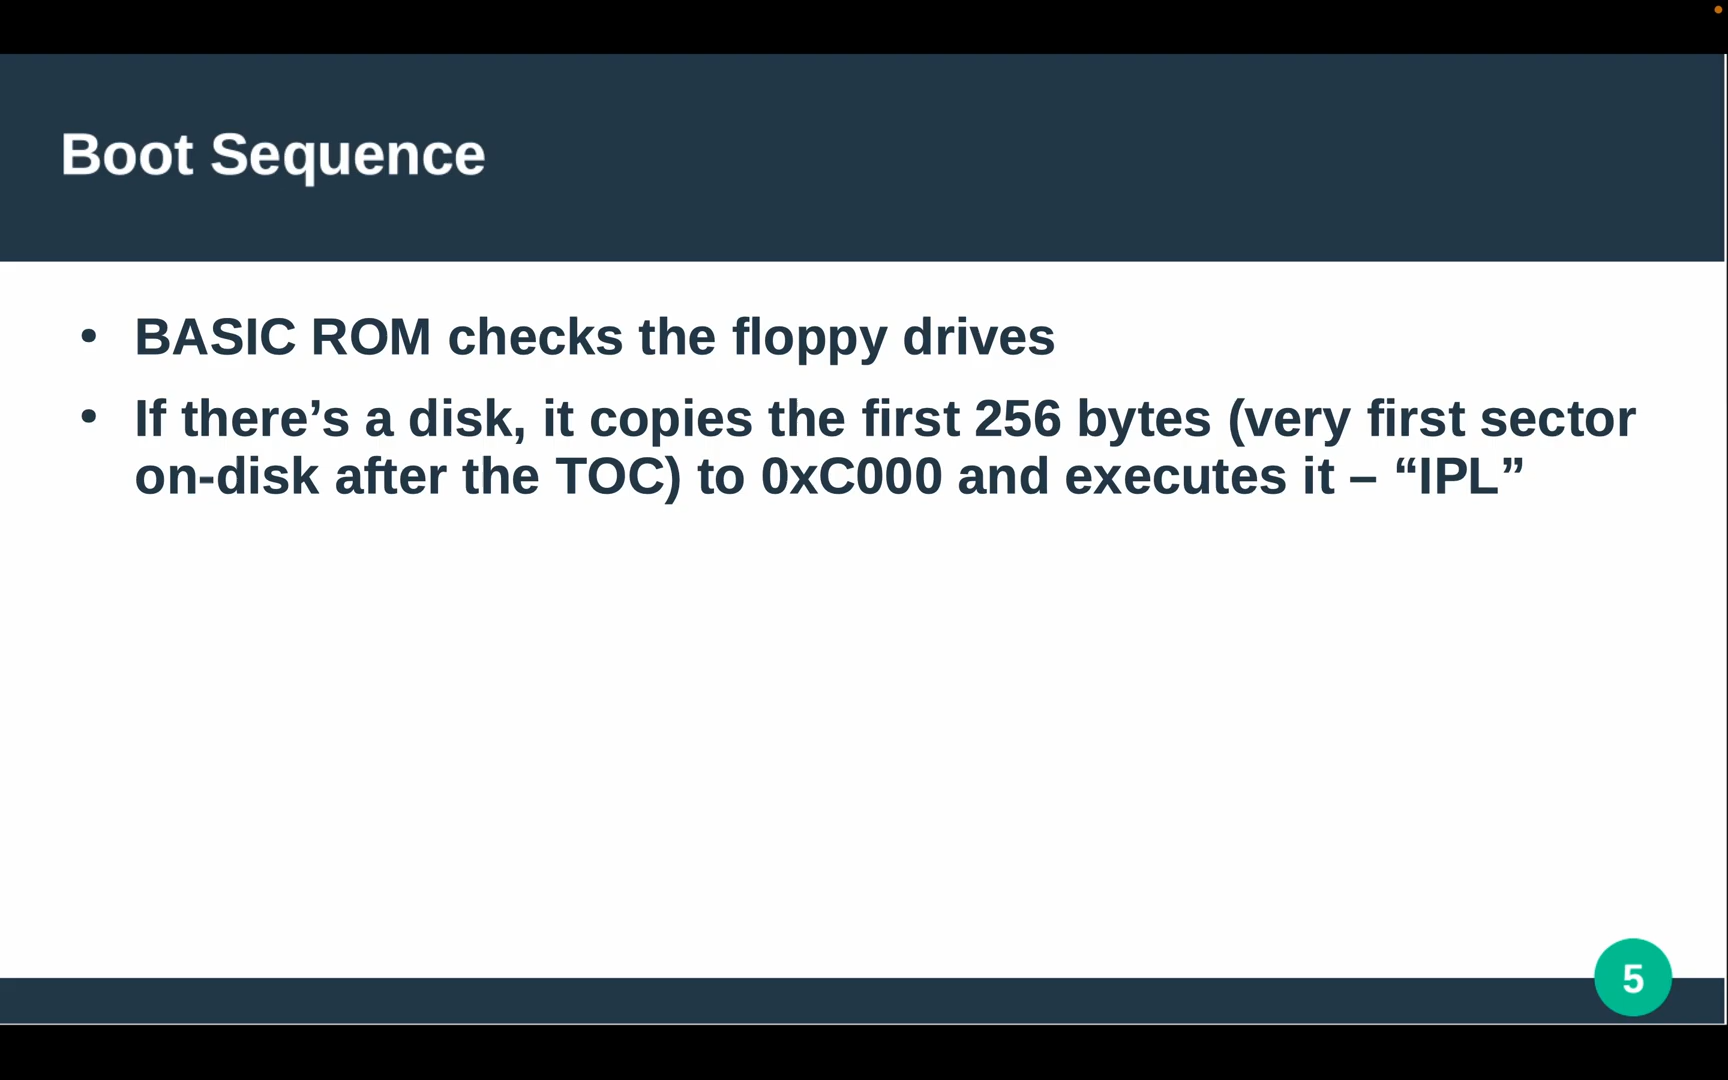 Boot Sequence
• BASIC ROM checks the floppy drives
• If there’s a disk, it copies the first 256 bytes (very first sector
on-disk after the TOC) to 0xC000 and executes it – “IPL”
5